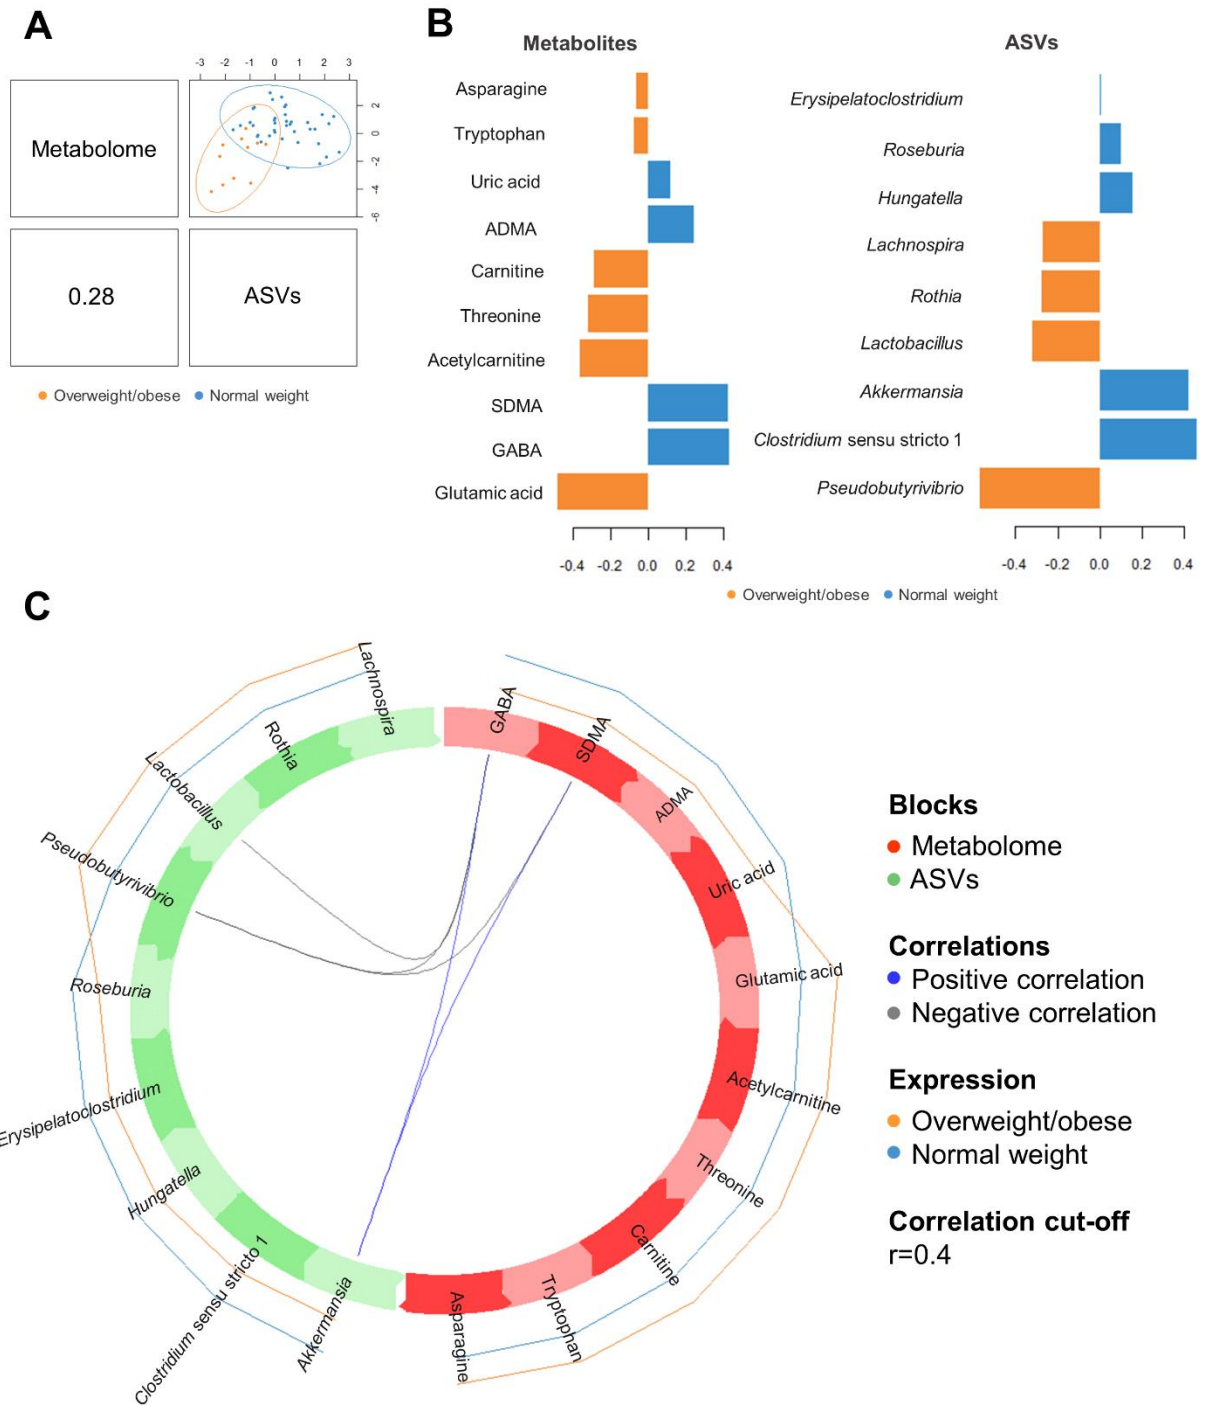 A
-3 -2 -1 0 1 2 3
Metabolome
2
0
-2
-4
-6
0.28
ASVs
Overweight/obese Normal weight
B
Metabolites
Asparagine
Tryptophan
Uric acid
ADMA
Carnitine
Threonine
Acetylcarnitine
SDMA
GABA
Glutamic acid
-0.4 -0.2 0.0 0.2 0.4
ASVs
Erysipelatoclostridium
Roseburia
Hungatella
Lachnospira
Rothia
Lactobacillus
Akkermansia
Clostridium sensu stricto 1
Pseudobutyrivibrio
-0.4 -0.2 0.0 0.2 0.4
Overweight/obese Normal weight
C
GABA
SDMA
ADMA
Uric acid
Glutamic acid
Acetylcarnitine
Threonine
Carnitine
Tryptophan
Asparagine
Akkermansia
Clostridium sensu stricto 1
Hungatella
Erysipelatoclostridium
Roseburia
Pseudobutyrivibrio
Lactobacillus
Rothia
Lachnospira
Blocks
Metabolome
ASVs
Correlations
Positive correlation
Negative correlation
Expression
Overweight/obese
Normal weight
Correlation cut-off
r=0.4